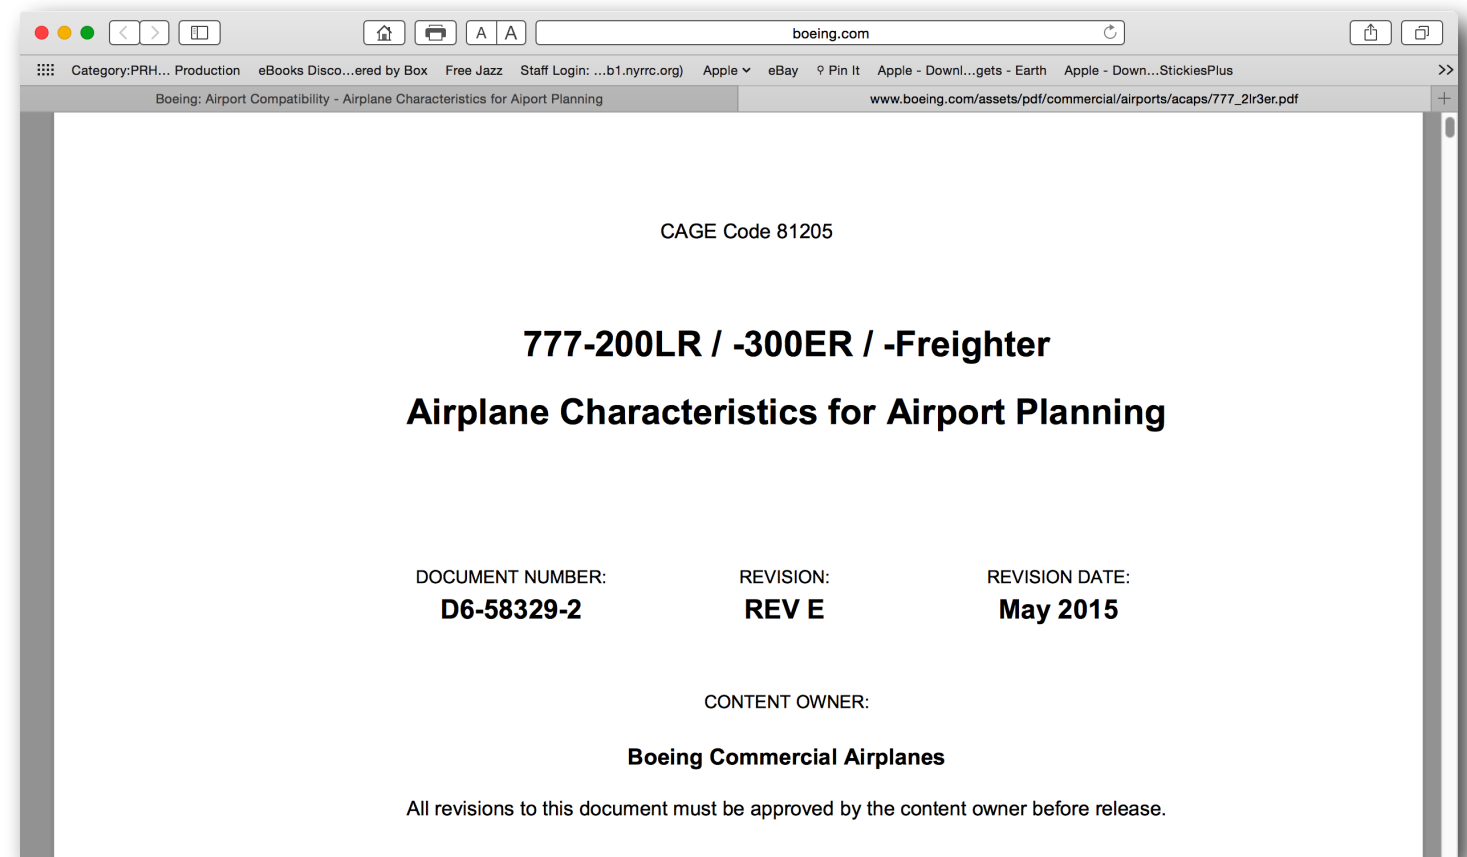 A A
boeing.com
Category:PRH... Production eBooks Disco...ered by Box Free Jazz Staff Login: ...b1.nyrrc.org) Apple eBay Pin It Apple - Downl...gets - Earth Apple - Down...StickiesPlus >>
Boeing: Airport Compatibility - Airplane Characteristics for Aiport Planning
www.boeing.com/assets/pdf/commercial/airports/acaps/777_2lr3er.pdf +
CAGE Code 81205
777-200LR / -300ER / -Freighter
Airplane Characteristics for Airport Planning
DOCUMENT NUMBER: REVISION: REVISION DATE:
D6-58329-2 REV E May 2015
CONTENT OWNER:
Boeing Commercial Airplanes
All revisions to this document must be approved by the content owner before release.